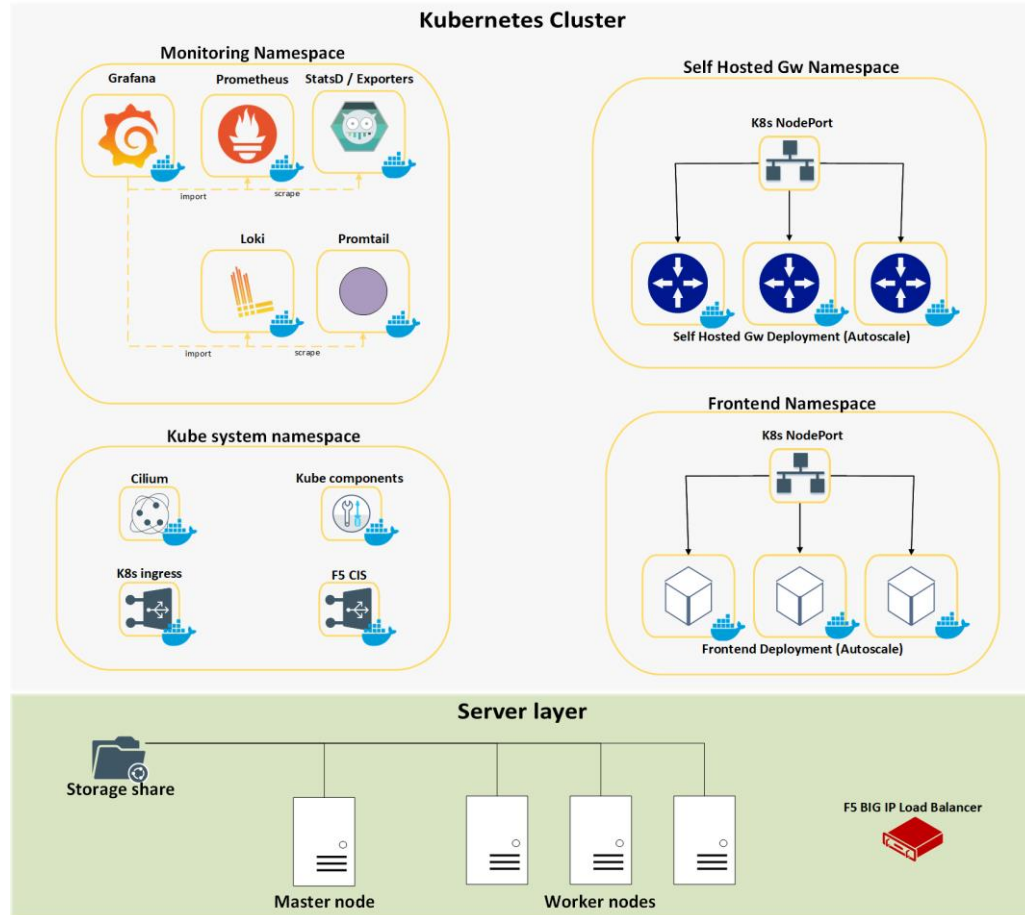 Kubernetes Cluster
Monitoring Namespace
Grafana
Prometheus
StatsD / Exporters
import
scrape
Loki
Promtail
import
scrape
Self Hosted Gw Namespace
K8s NodePort
Self Hosted Gw Deployment (Autoscale)
Kube system namespace
Cilium
Kube components
K8s ingress
F5 CIS
Frontend Namespace
K8s NodePort
Frontend Deployment (Autoscale)
Server layer
Storage share
F5 BIG IP Load Balancer
Master node
Worker nodes